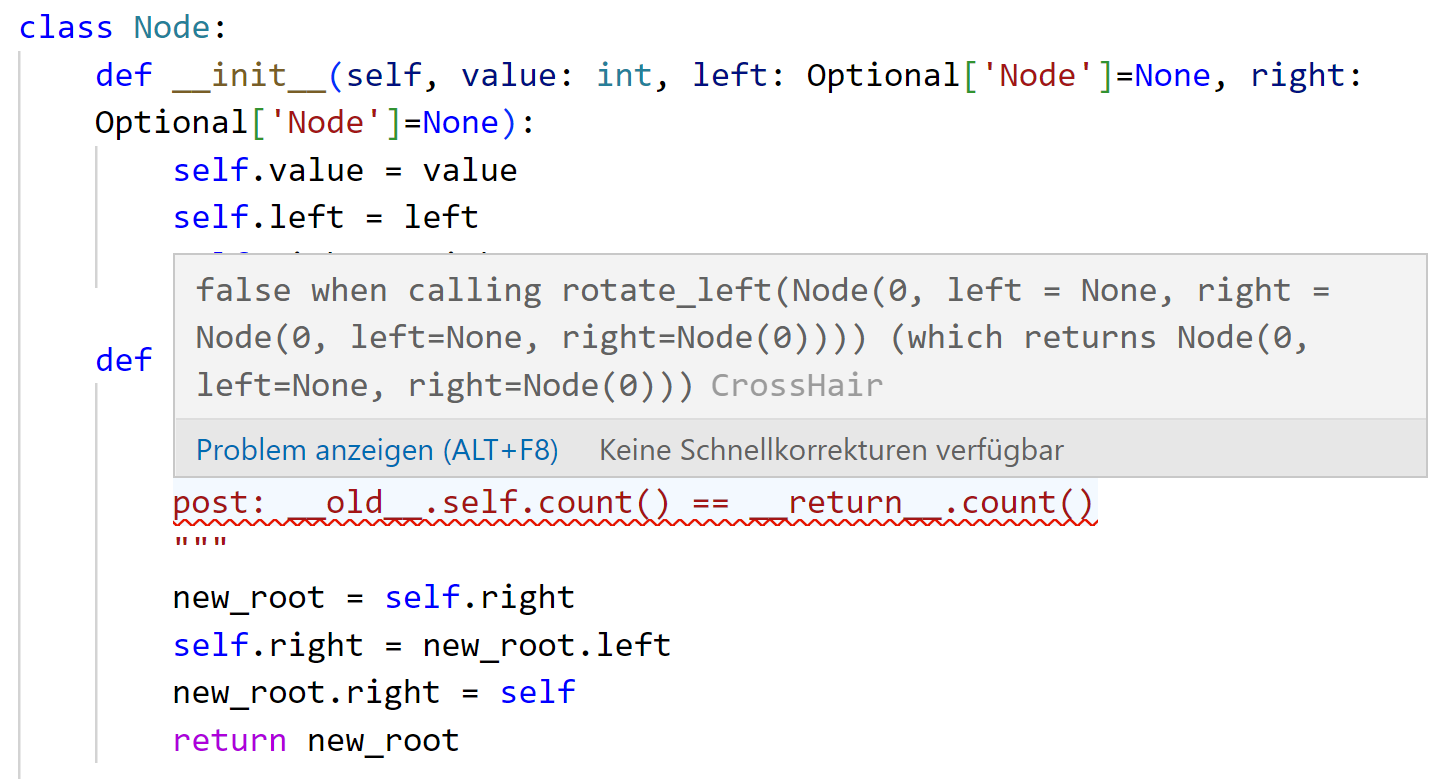 class Node:
def __init__(self, value: int, left: Optional['Node']=None, right:
Optional['Node']=None):
self.value = value
self.left = left
false when calling rotate_left(Node(0, left = None, right =
Node(0, left=None, right=Node(0)))) (which returns Node(0,
def
left=None, right=Node(0))) CrossHair
Problem anzeigen (ALT+F8) Keine Schnellkorrekturen verfügbar
post: __old__.self.count() == __return__.count()
"""
new_root = self.right
self.right = new_root.left
new_root.right = self
return new_root